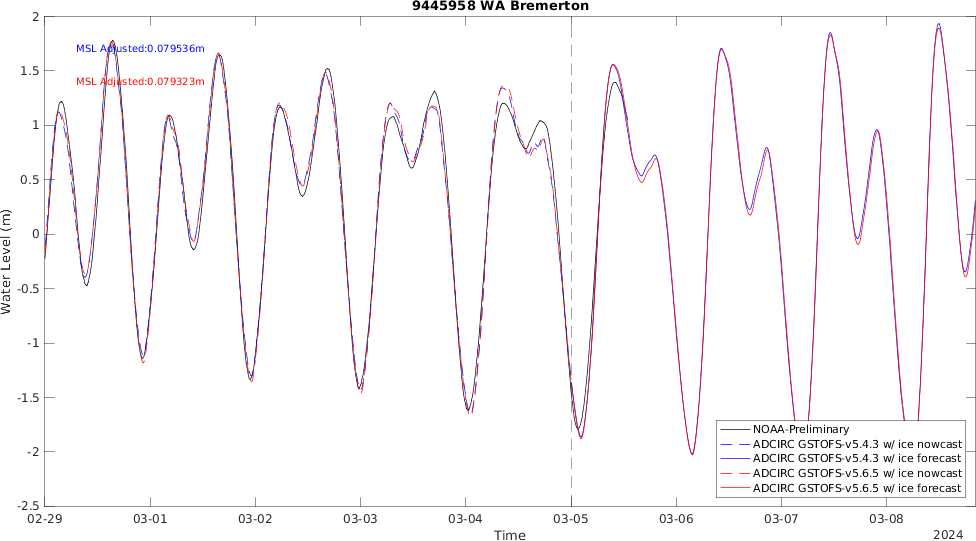 9445958 WA Bremerton
MSL Adjusted:0.079536m
MSL Adjusted:0.079323m
Water Level (m)
2
1.5
1
0.5
0
-0.5
-1
-1.5
-2
-2.5
NOAA-Preliminary
ADCIRC GSTOFS-v5.4.3 w/ ice nowcast
ADCIRC GSTOFS-v5.4.3 w/ ice forecast
ADCIRC GSTOFS-v5.6.5 w/ ice nowcast
ADCIRC GSTOFS-v5.6.5 w/ ice forecast
02-29 03-01 03-02 03-03 03-04 03-05 03-06 03-07 03-08
Time
2024